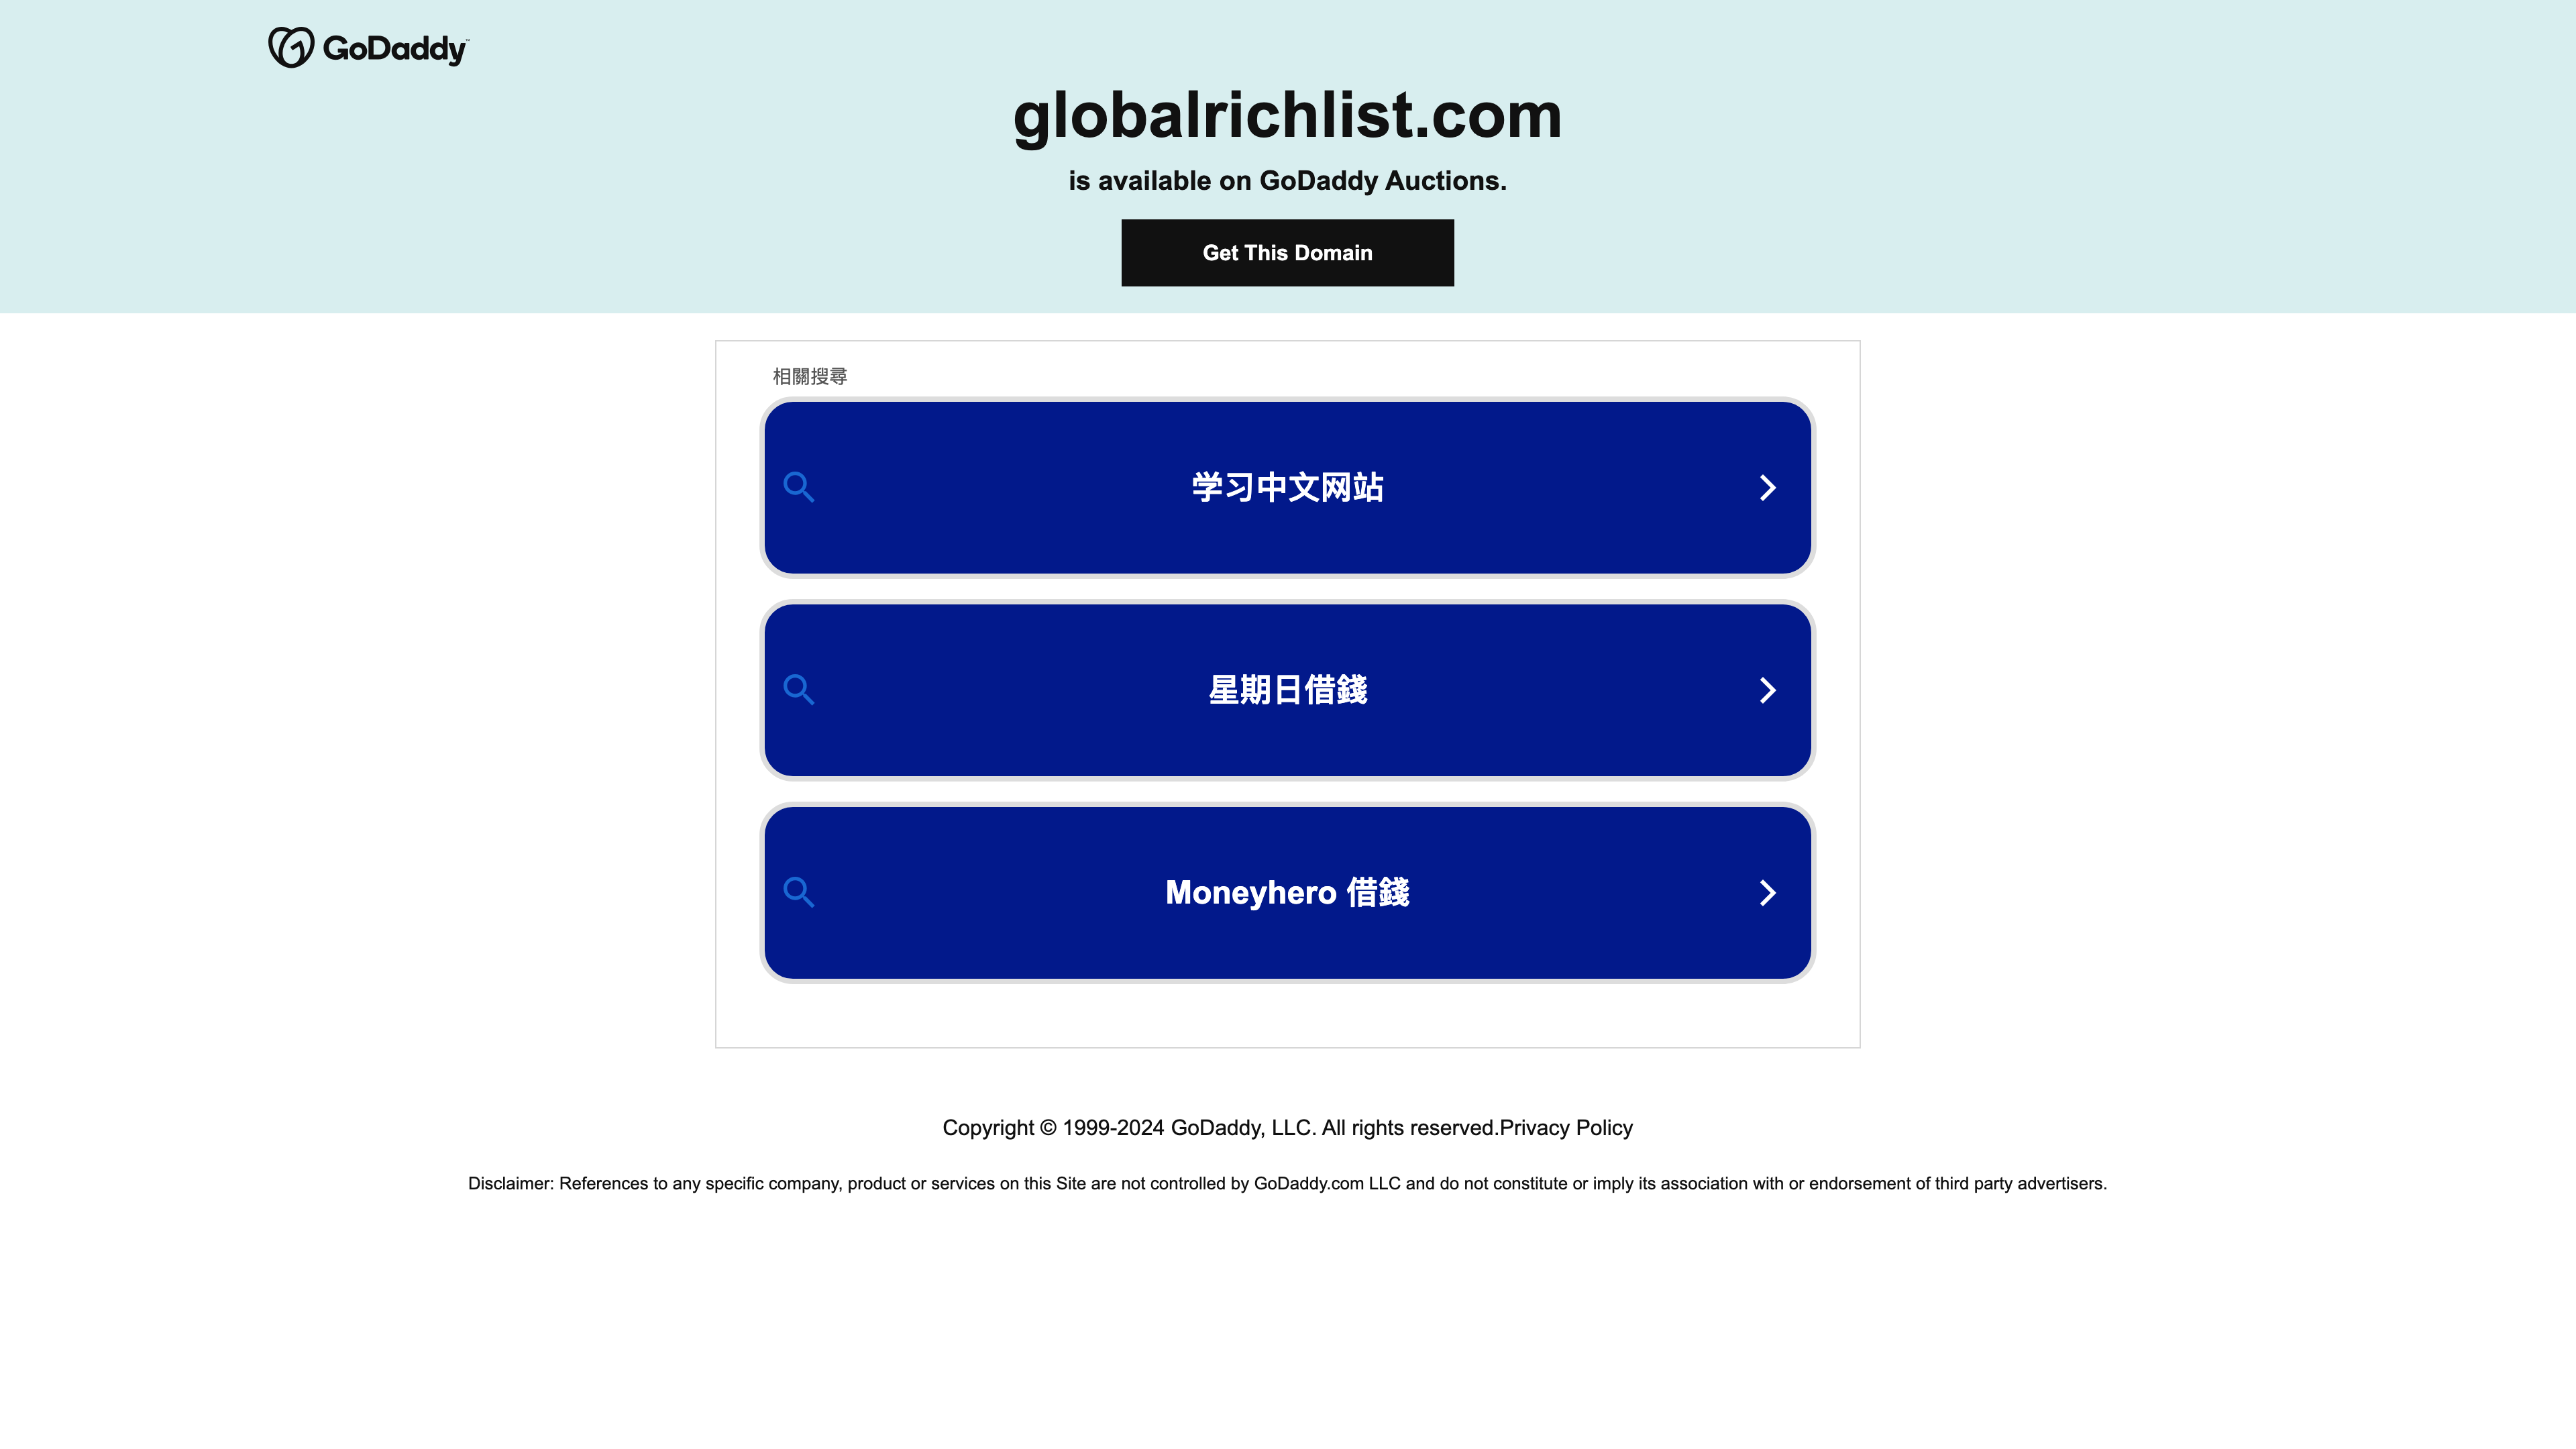 GoDaddy™
globalrichlist.com
is available on GoDaddy Auctions.
Get This Domain
相關搜尋
学习中文网站
星期日借錢
Moneyhero 借錢
Copyright © 1999-2024 GoDaddy, LLC. All rights reserved.Privacy Policy
Disclaimer: References to any specific company, product or services on this Site are not controlled by GoDaddy.com LLC and do not constitute or imply its association with or endorsement of third party advertisers.